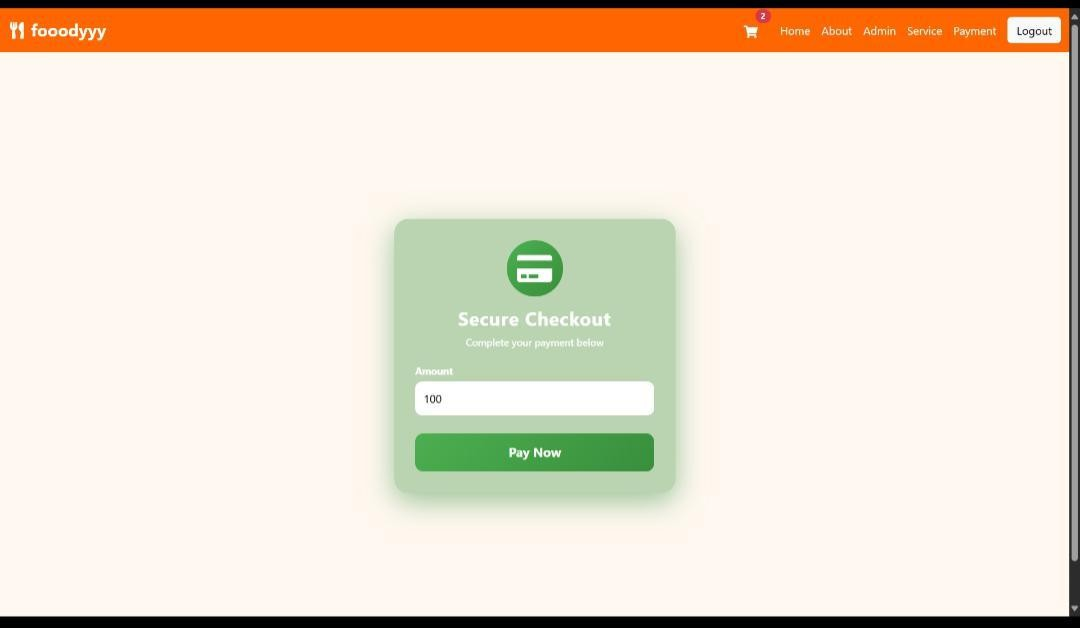 fooodyyy
2
Home About Admin Service Payment Logout
Secure Checkout
Complete your payment below
Amount
100
Pay Now